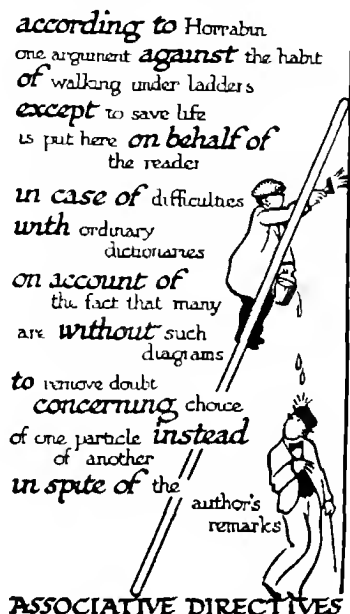 according to Horrabin
one argument against the habit
of walking under ladders
except to save life
is put here on behalf of
the reader
in case of difficulties
with ordinary
dictionaries
on account of
the fact that many
are without such
diagrams
to remove doubt
concerning choice
of one particle instead
of another
in spite of the
author's
remarks
ASSOCIATIVE DIRECTIVES